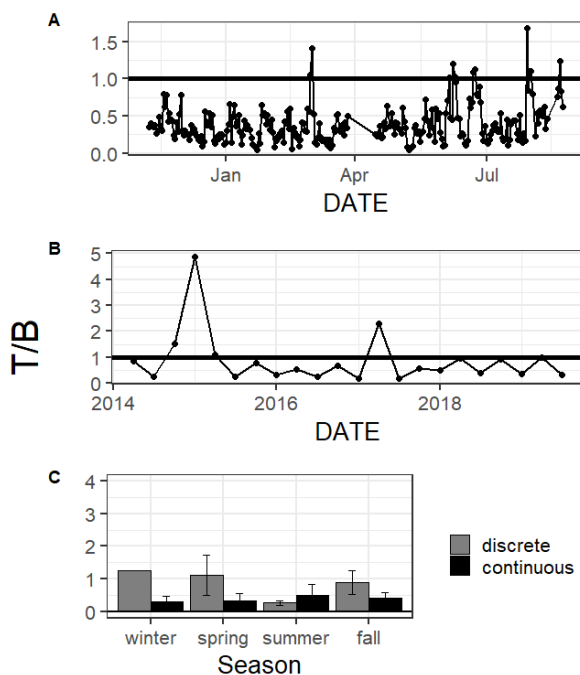 A
1.5
1.0
0.5
0.0
Jan Apr Jul
DATE
B
5
4
3
2
1
0
2014 2016 2018
DATE
T/B
C
4
3
2
1
0
winter spring summer fall
Season
discrete
continuous